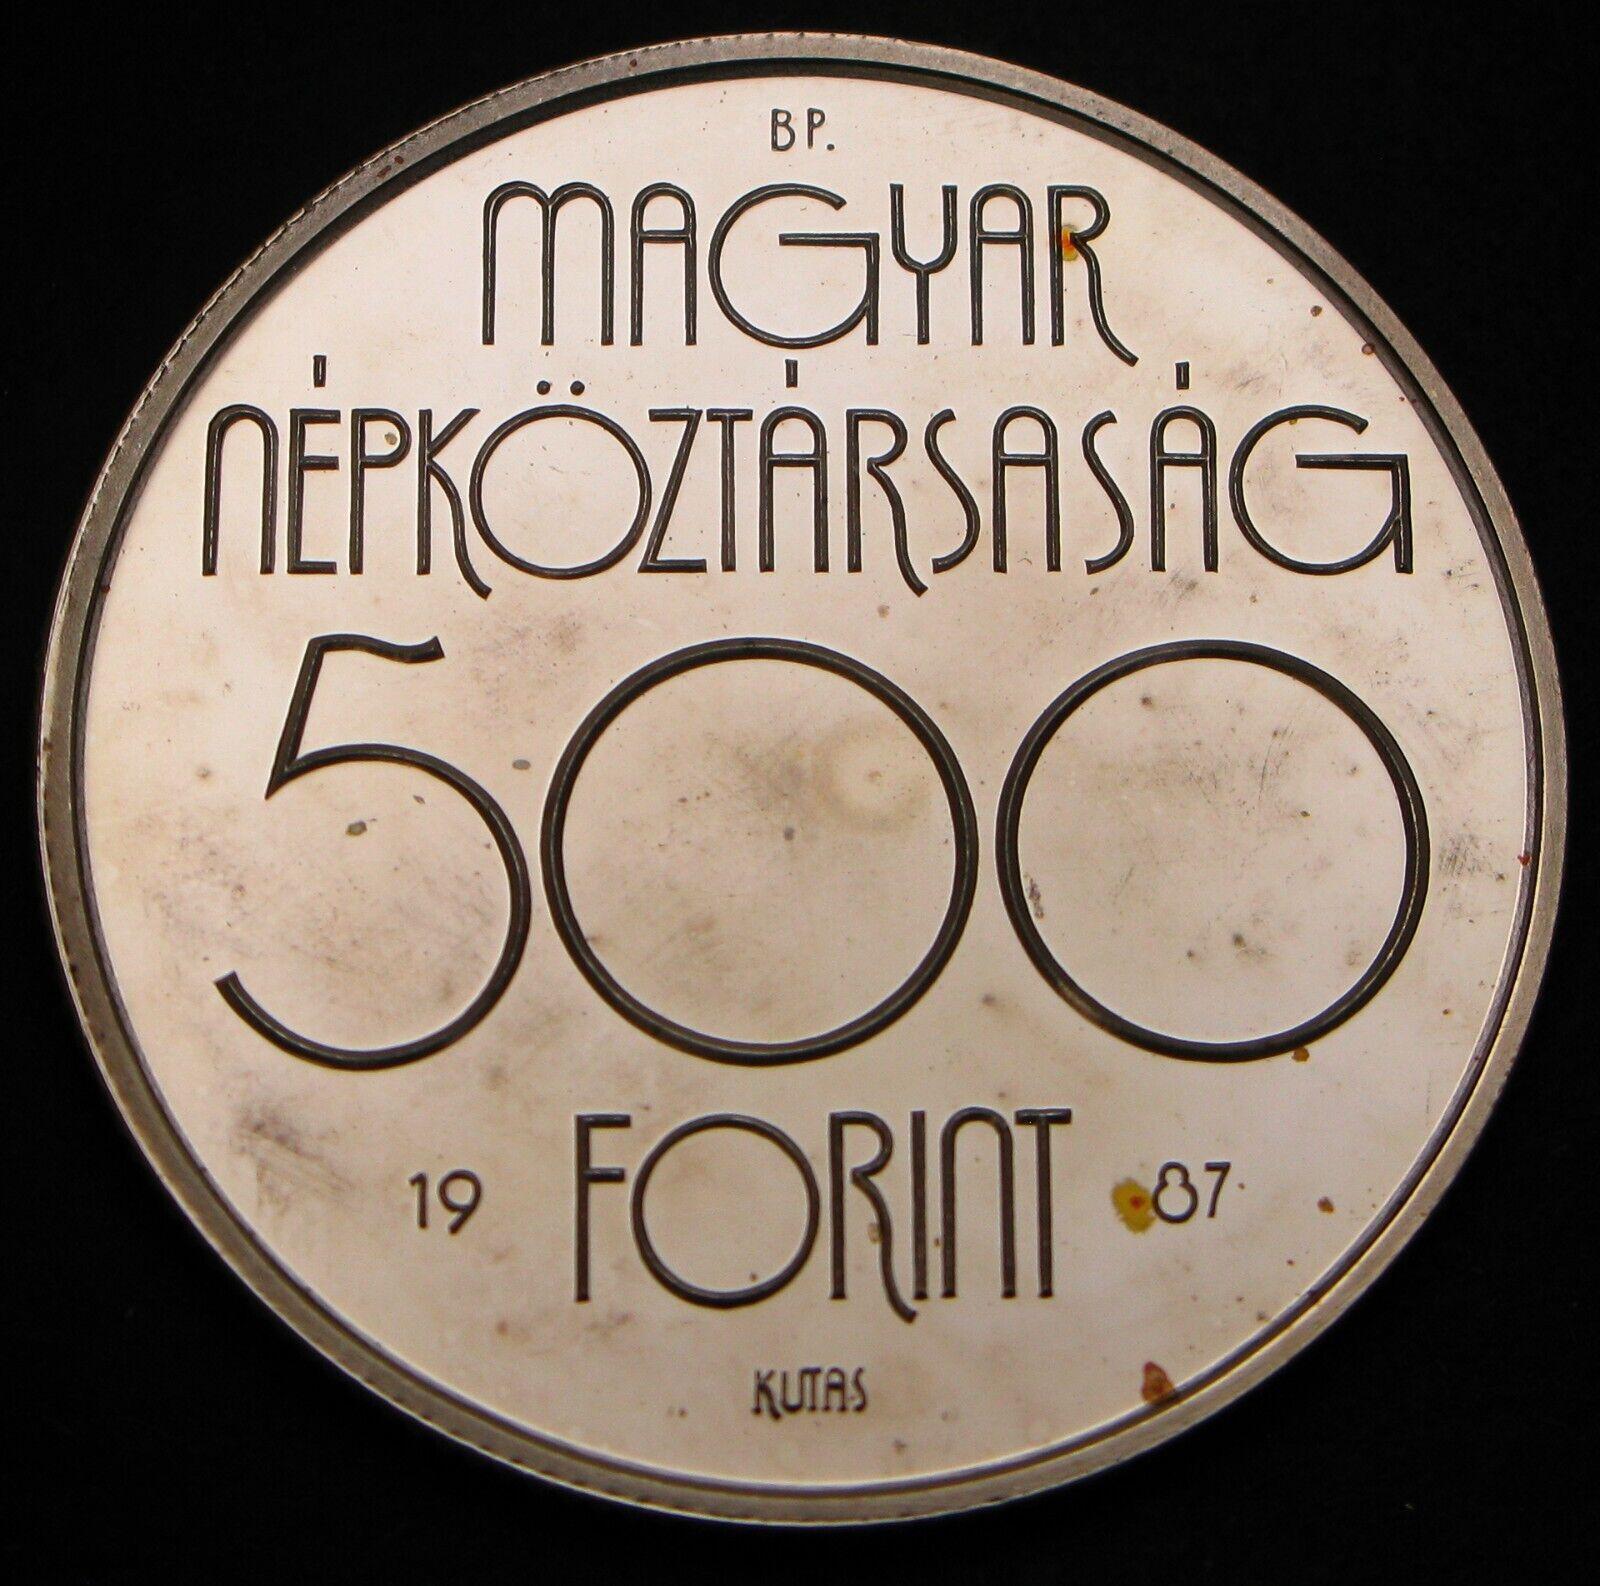 BP.
MAGYAR
NÉPKÖZTÁRSASÁG
500
19 FORINT 87
KUTAS